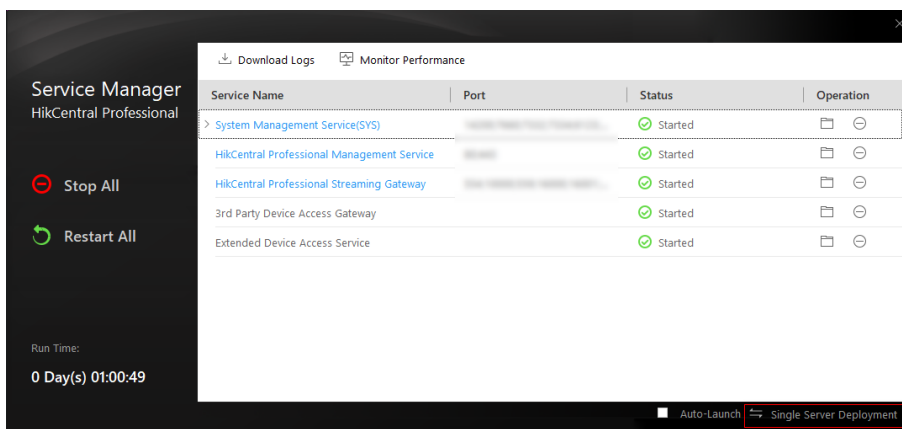 Download Logs Monitor Performance
Service Manager
HikCentral Professional
Service Name Port Status Operation
System Management Service(SYS) Started
HikCentral Professional Management Service Started
Stop All
HikCentral Professional Streaming Gateway Started
3rd Party Device Access Gateway Started
Restart All
Extended Device Access Service Started
Run Time:
0 Day(s) 01:00:49
Auto-Launch Single Server Deployment